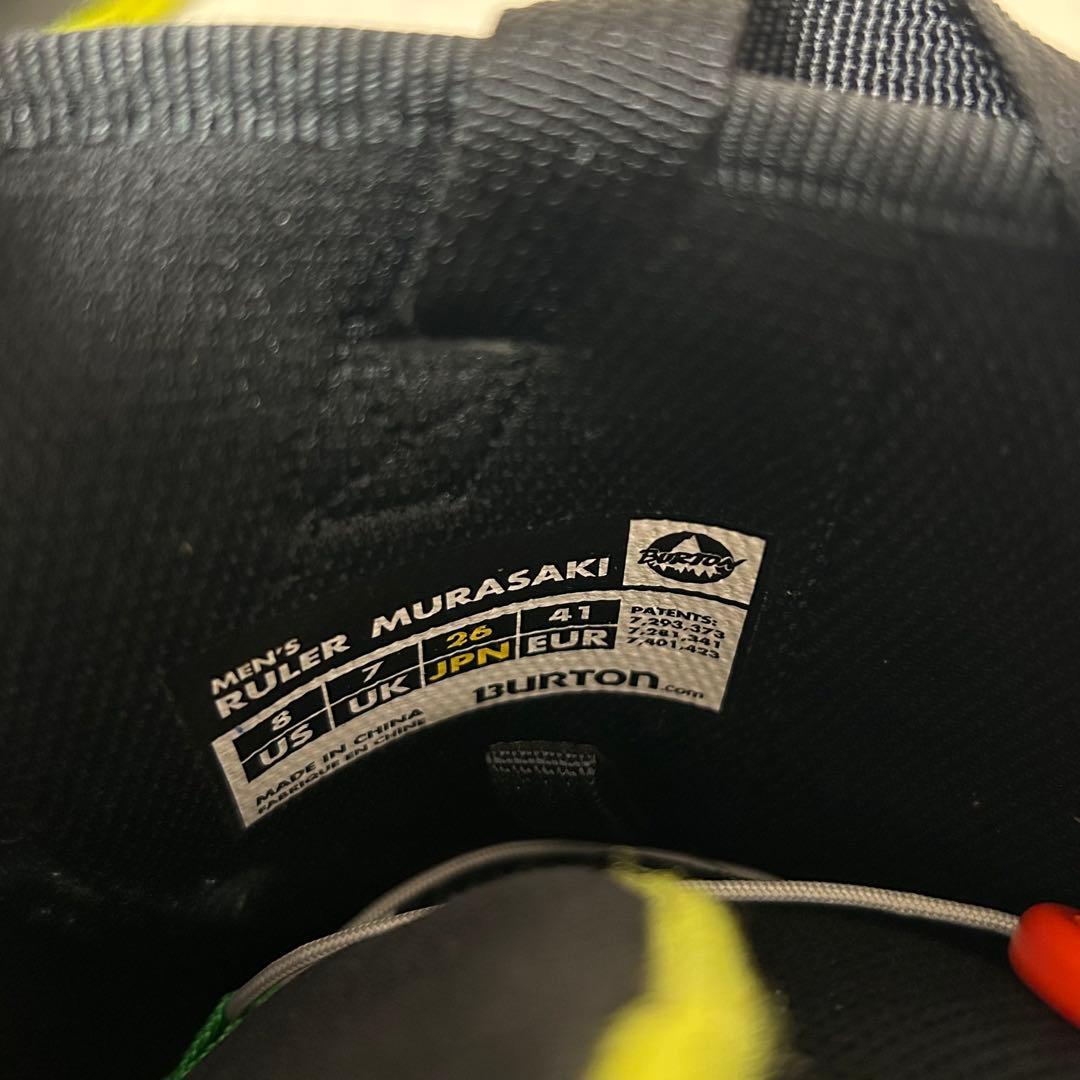 MEN'S
RULER MURASAKI
BURTON
8 7 26 41
US UK JPN EUR
PATENTS:
7,293,373
7,281,341
7,401,423
MADE IN CHINA
FABRIQUE EN CHINE
BURTON.com